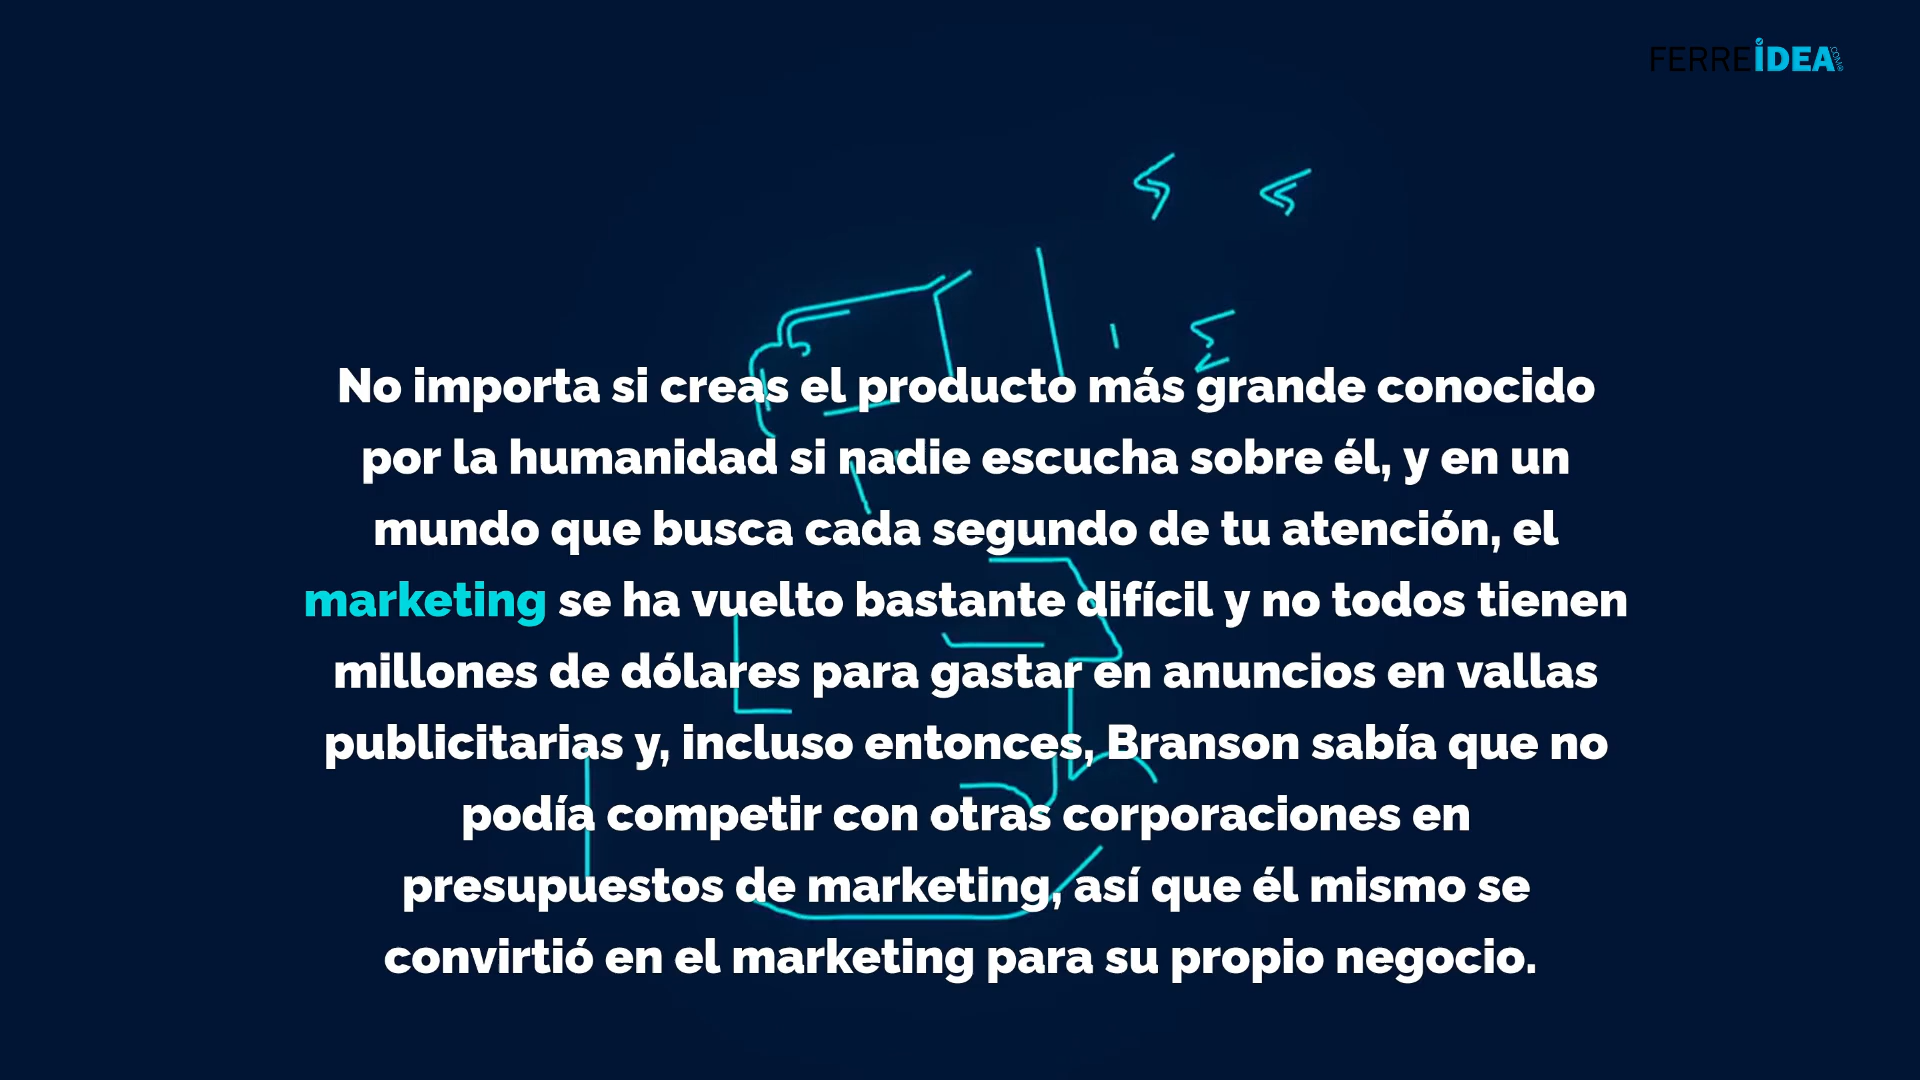 FERREIDEA.COM®
No importa si creas el producto más grande conocido
por la humanidad si nadie escucha sobre él, y en un
mundo que busca cada segundo de tu atención, el
marketing se ha vuelto bastante difícil y no todos tienen
millones de dólares para gastar en anuncios en vallas
publicitarias y, incluso entonces, Branson sabía que no
podía competir con otras corporaciones en
presupuestos de marketing, así que él mismo se
convirtió en el marketing para su propio negocio.